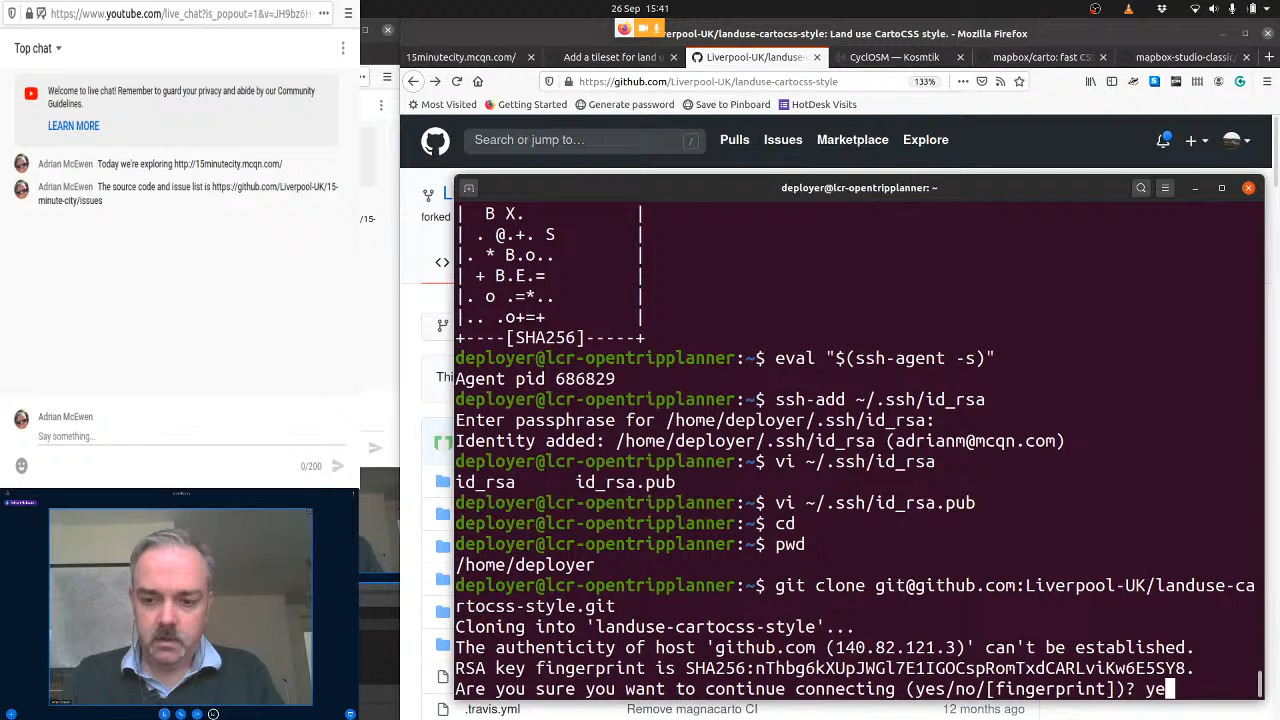 https://www.youtube.com/live_chat?is_popout=1&v=JH9bz6H
Top chat
Welcome to live chat! Remember to guard your privacy and abide by our Community
Guidelines.
LEARN MORE
Adrian McEwen Today we're exploring http://15minutecity.mcqn.com/
Adrian McEwen The source code and issue list is https://github.com/Liverpool-UK/15-
minute-city/issues
Adrian McEwen
Say something...
0/200
26 Sep 15:41
erpool-UK/landuse-cartocss-style: Land use CartoCSS style. - Mozilla Firefox
15minutecity.mcqn.com/
Add a tileset for land us
Liverpool-UK/landuse-
CyclOSM — Kosmtik
mapbox/carto: fast CSS
mapbox-studio-classic
https://github.com/Liverpool-UK/landuse-cartocss-style
133%
Most Visited
Getting Started
Generate password
Save to Pinboard
HotDesk Visits
Search or jump to... /
Pulls Issues Marketplace Explore
L
forked
15-
<>
Thi
deployer@lcr-opentripplanner: ~
| B X. |
| . @.+. S |
|. * B.o.. |
| + B.E.= |
|. o .=*.. |
|.. .o+=+ |
+----[SHA256]-----+
deployer@lcr-opentripplanner:~$ eval "$(ssh-agent -s)"
Agent pid 686829
deployer@lcr-opentripplanner:~$ ssh-add ~/.ssh/id_rsa
Enter passphrase for /home/deployer/.ssh/id_rsa:
Identity added: /home/deployer/.ssh/id_rsa (adrianm@mcqn.com)
deployer@lcr-opentripplanner:~$ vi ~/.ssh/id_rsa
id_rsa id_rsa.pub
deployer@lcr-opentripplanner:~$ vi ~/.ssh/id_rsa.pub
deployer@lcr-opentripplanner:~$ cd
deployer@lcr-opentripplanner:~$ pwd
/home/deployer
deployer@lcr-opentripplanner:~$ git clone git@github.com:Liverpool-UK/landuse-ca
rtocss-style.git
Cloning into 'landuse-cartocss-style'...
The authenticity of host 'github.com (140.82.121.3)' can't be established.
RSA key fingerprint is SHA256:nThbg6kXUpJWGl7E1IGOCspRomTxdCARLviKw6E5SY8.
Are you sure you want to continue connecting (yes/no/[fingerprint])? ye
.travis.yml Remove magnacarto CI 12 months ago